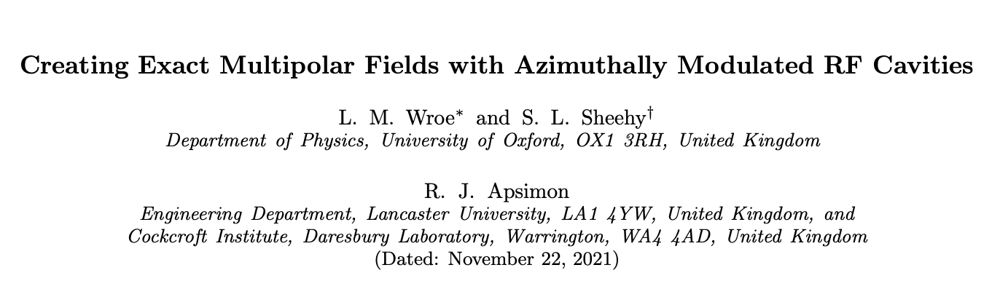 Creating Exact Multipolar Fields with Azimuthally Modulated RF Cavities
L. M. Wroe* and S. L. Sheehy†
Department of Physics, University of Oxford, OX1 3RH, United Kingdom
R. J. Apsimon
Engineering Department, Lancaster University, LA1 4YW, United Kingdom, and
Cockcroft Institute, Daresbury Laboratory, Warrington, WA4 4AD, United Kingdom
(Dated: November 22, 2021)